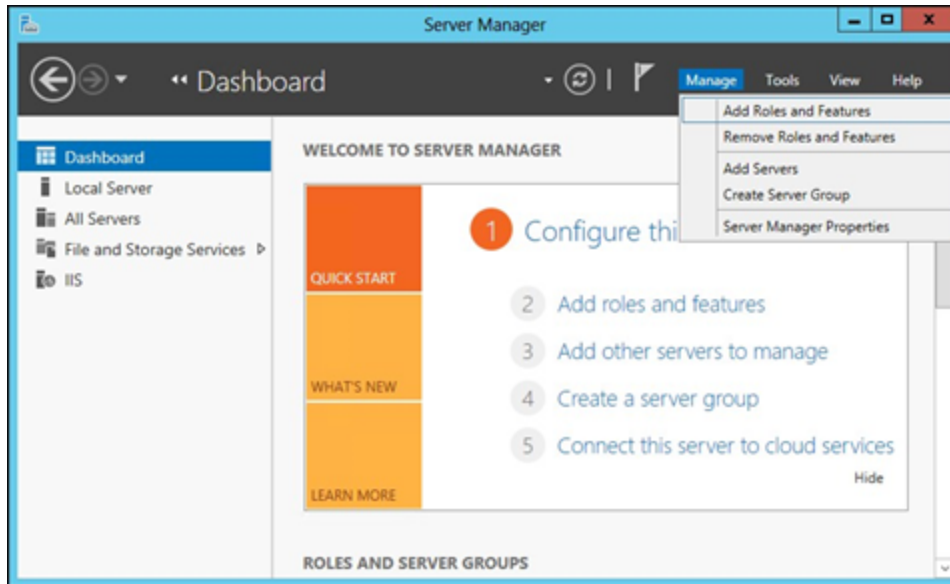 Server Manager
Dashboard
Manage Tools View Help
Add Roles and Features
Remove Roles and Features
Add Servers
Create Server Group
Server Manager Properties
Dashboard
Local Server
All Servers
File and Storage Services
IIS
WELCOME TO SERVER MANAGER
QUICK START
WHAT'S NEW
LEARN MORE
1 Configure thi
2 Add roles and features
3 Add other servers to manage
4 Create a server group
5 Connect this server to cloud services
Hide
ROLES AND SERVER GROUPS